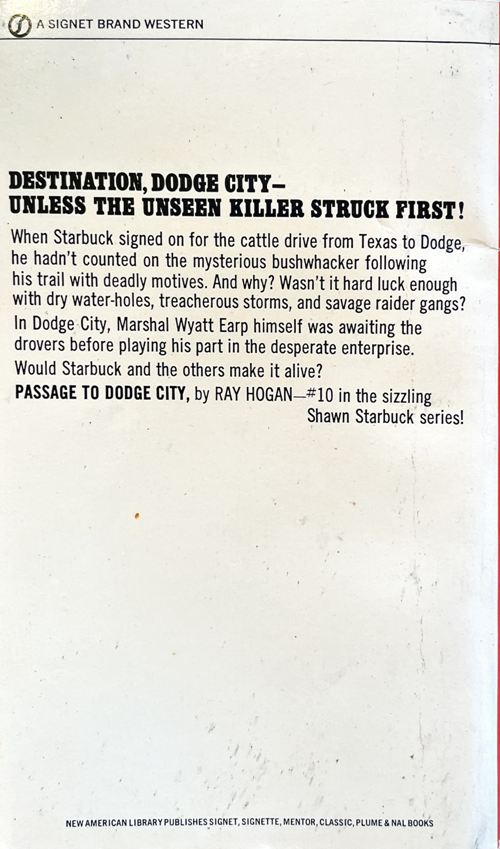 A SIGNET BRAND WESTERN
DESTINATION, DODGE CITY—
UNLESS THE UNSEEN KILLER STRUCK FIRST!
When Starbuck signed on for the cattle drive from Texas to Dodge,
he hadn't counted on the mysterious bushwhacker following
his trail with deadly motives. And why? Wasn't it hard luck enough
with dry water-holes, treacherous storms, and savage raider gangs?
In Dodge City, Marshal Wyatt Earp himself was awaiting the
drovers before playing his part in the desperate enterprise.
Would Starbuck and the others make it alive?
PASSAGE TO DODGE CITY, by RAY HOGAN—#10 in the sizzling
Shawn Starbuck series!
NEW AMERICAN LIBRARY PUBLISHES SIGNET, SIGNETTE, MENTOR, CLASSIC, PLUME & NAL BOOKS